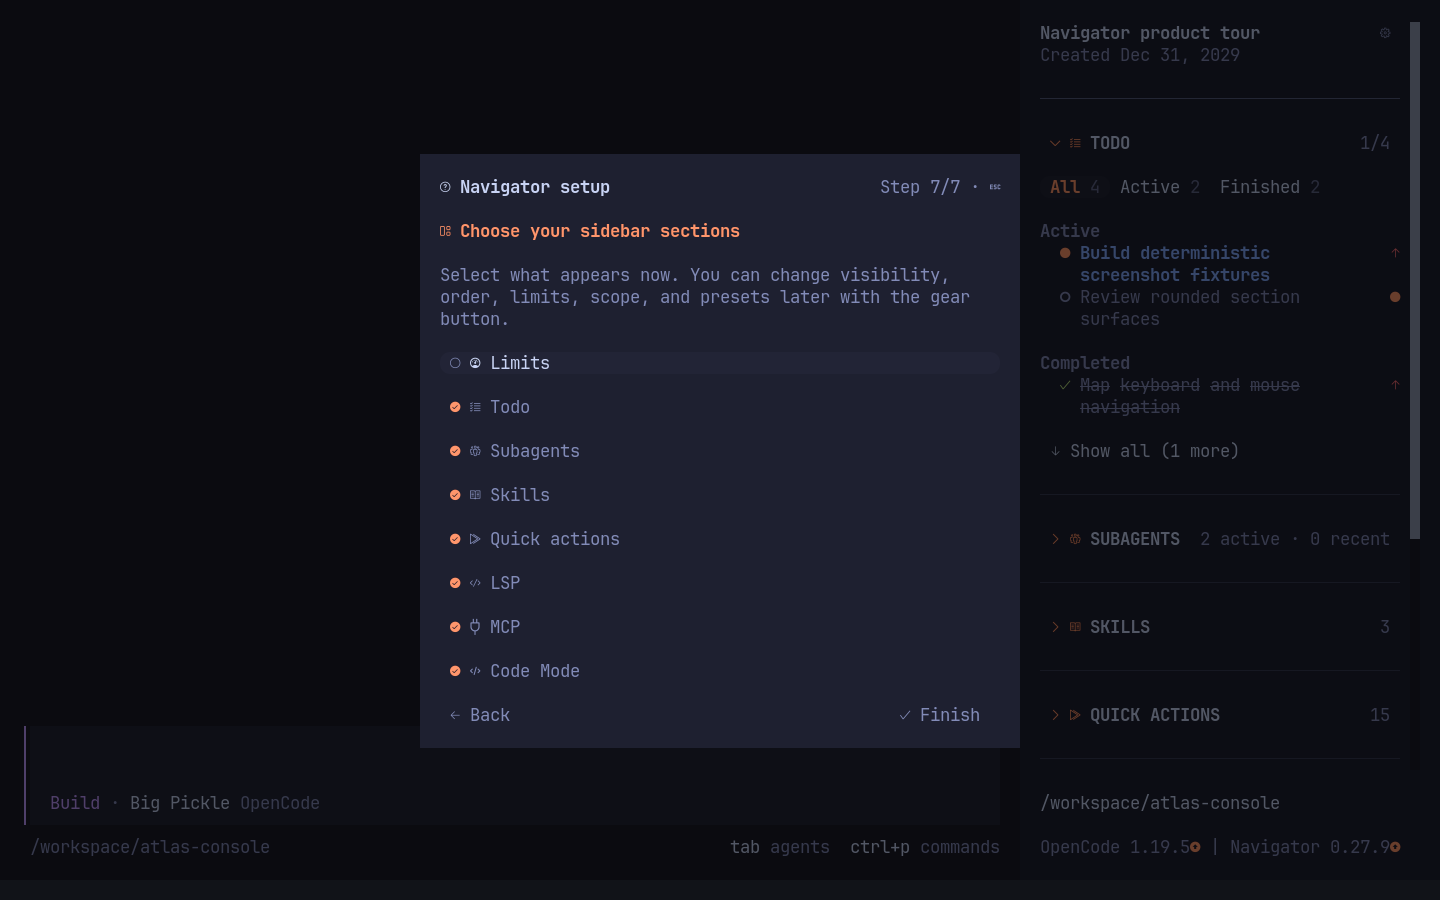 Navigator product tour
Created Dec 31, 2029
TODO 1/4
All 4 Active 2 Finished 2
Active
Build deterministic
screenshot fixtures
Review rounded section
surfaces
Completed
Map keyboard and mouse
navigation
Show all (1 more)
SUBAGENTS 2 active · 0 recent
SKILLS 3
QUICK ACTIONS 15
/workspace/atlas-console
OpenCode 1.19.5 | Navigator 0.27.9
Navigator setup Step 7/7 · ESC
Choose your sidebar sections
Select what appears now. You can change visibility,
order, limits, scope, and presets later with the gear
button.
Limits
Todo
Subagents
Skills
Quick actions
LSP
MCP
Code Mode
← Back ✓ Finish
Build · Big Pickle OpenCode
/workspace/atlas-console tab agents ctrl+p commands